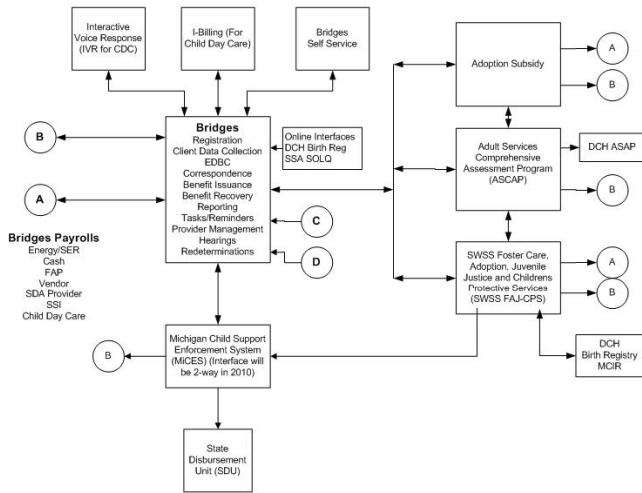 Interactive
Voice Response
(IVR for CDC)
I-Billing (For
Child Day Care)
Bridges
Self Service
Adoption Subsidy
A
B
B
A
Bridges
Registration
Client Data Collection
EDBC
Correspondence
Benefit Issuance
Benefit Recovery
Reporting
Tasks/Reminders
Provider Management
Hearings
Redeterminations
Online Interfaces
DCH Birth Reg
SSA SOLQ
C
D
Adult Services
Comprehensive
Assessment Program
(ASCAP)
DCH ASAP
B
Bridges Payrolls
Energy/SER
Cash
FAP
Vendor
SDA Provider
SSI
Child Day Care
SWSS Foster Care,
Adoption, Juvenile
Justice and Childrens
Protective Services
(SWSS FAJ-CPS)
A
B
B
Michigan Child Support
Enforcement System
(MiCES) (Interface will
be 2-way in 2010)
DCH
Birth Registry
MCIR
State
Disbursement
Unit (SDU)